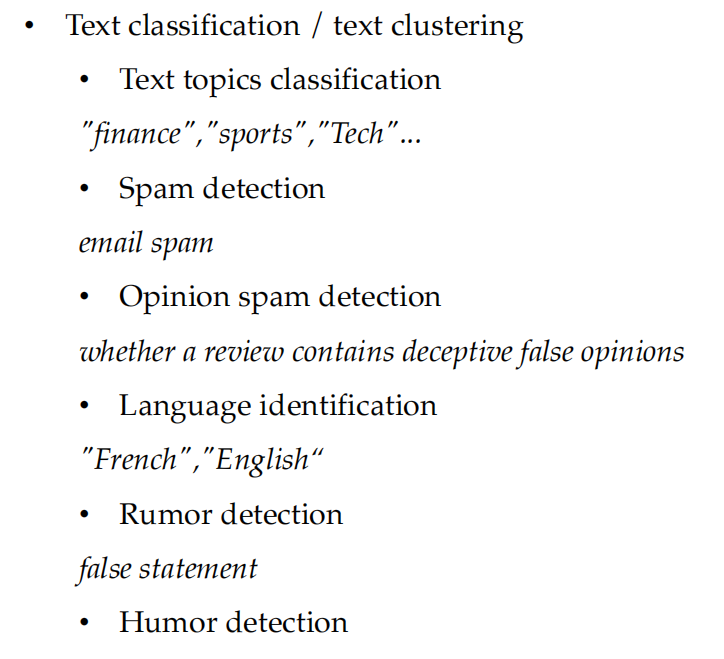 • Text classification / text clustering
• Text topics classification
"finance","sports","Tech"...
• Spam detection
email spam
• Opinion spam detection
whether a review contains deceptive false opinions
• Language identification
"French","English“
• Rumor detection
false statement
• Humor detection